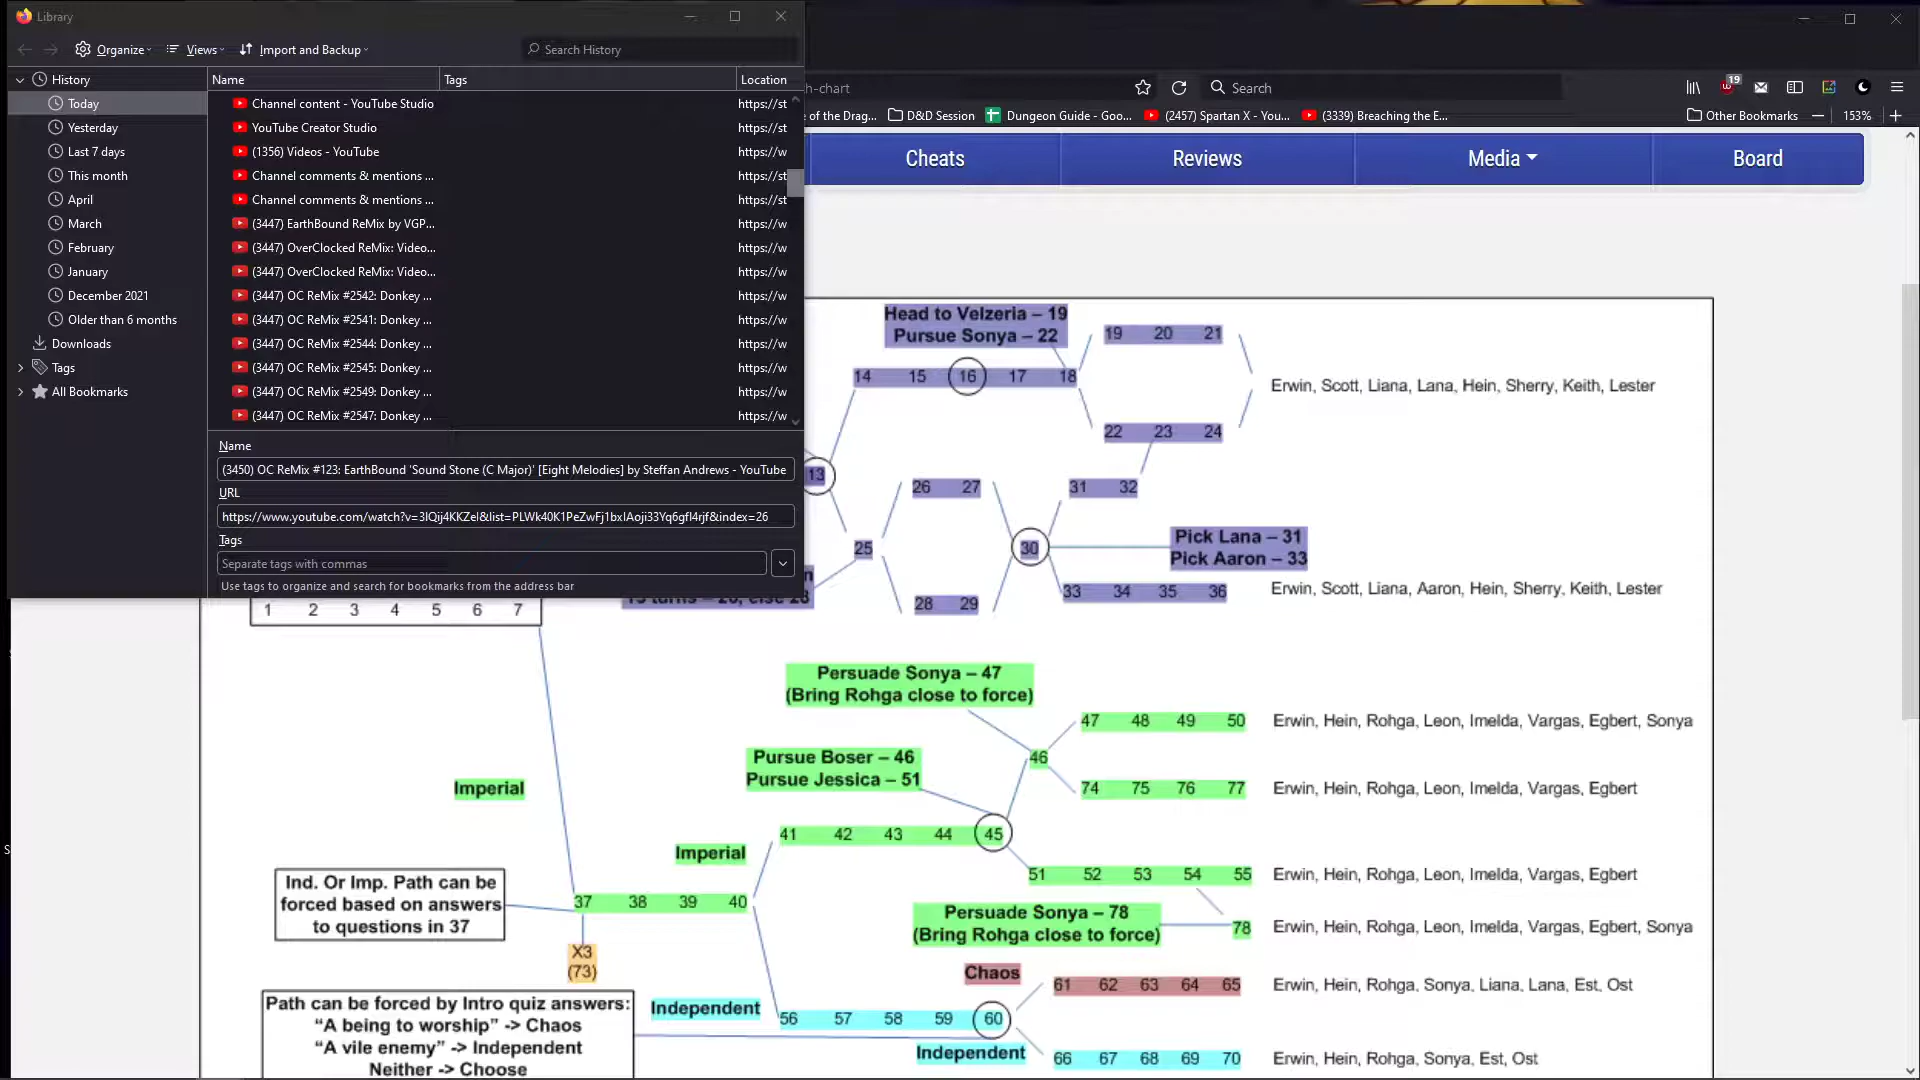 Library
Organize
Views
Import and Backup
Search History
History
Today
Yesterday
Last 7 days
This month
April
March
February
January
December 2021
Older than 6 months
Downloads
Tags
All Bookmarks
Name Tags Location
Channel content - YouTube Studio https://st
YouTube Creator Studio https://st
(1356) Videos - YouTube https://w
Channel comments & mentions ... https://st
Channel comments & mentions ... https://st
(3447) EarthBound ReMix by VGP... https://w
(3447) OverClocked ReMix: Video... https://w
(3447) OverClocked ReMix: Video... https://w
(3447) OC ReMix #2542: Donkey ... https://w
(3447) OC ReMix #2541: Donkey ... https://w
(3447) OC ReMix #2544: Donkey ... https://w
(3447) OC ReMix #2545: Donkey ... https://w
(3447) OC ReMix #2549: Donkey ... https://w
(3447) OC ReMix #2547: Donkey ... https://w
Name
(3450) OC ReMix #123: EarthBound 'Sound Stone (C Major)' [Eight Melodies] by Steffan Andrews - YouTube
URL
https://www.youtube.com/watch?v=3IQij4KKZeI&list=PLWk40K1PeZwFj1bxIAoji33Yq6gfI4rjf&index=26
Tags
Separate tags with commas
Use tags to organize and search for bookmarks from the address bar
h-chart
Search
19
e of the Drag...
D&D Session
Dungeon Guide - Goo...
(2457) Spartan X - You...
(3339) Breaching the E...
Other Bookmarks
153%
Cheats
Reviews
Media
Board
Head to Velzeria – 19
Pursue Sonya – 22
19 20 21
14 15 16 17 18
Erwin, Scott, Liana, Lana, Hein, Sherry, Keith, Lester
22 23 24
13
26 27
31 32
25
30
Pick Lana – 31
Pick Aaron – 33
33 34 35 36
Erwin, Scott, Liana, Aaron, Hein, Sherry, Keith, Lester
28 29
1 2 3 4 5 6 7
Persuade Sonya – 47
(Bring Rohga close to force)
47 48 49 50
Erwin, Hein, Rohga, Leon, Imelda, Vargas, Egbert, Sonya
Pursue Boser – 46
Pursue Jessica – 51
46
74 75 76 77
Erwin, Hein, Rohga, Leon, Imelda, Vargas, Egbert
Imperial
41 42 43 44 45
Imperial
51 52 53 54 55
Erwin, Hein, Rohga, Leon, Imelda, Vargas, Egbert
Ind. Or Imp. Path can be
forced based on answers
to questions in 37
37 38 39 40
Persuade Sonya – 78
(Bring Rohga close to force)
78
Erwin, Hein, Rohga, Leon, Imelda, Vargas, Egbert, Sonya
X3
(73)
Chaos
61 62 63 64 65
Erwin, Hein, Rohga, Sonya, Liana, Lana, Est, Ost
Path can be forced by Intro quiz answers:
“A being to worship” -> Chaos
“A vile enemy” -> Independent
Neither -> Choose
Independent
56 57 58 59 60
Independent
66 67 68 69 70
Erwin, Hein, Rohga, Sonya, Est, Ost